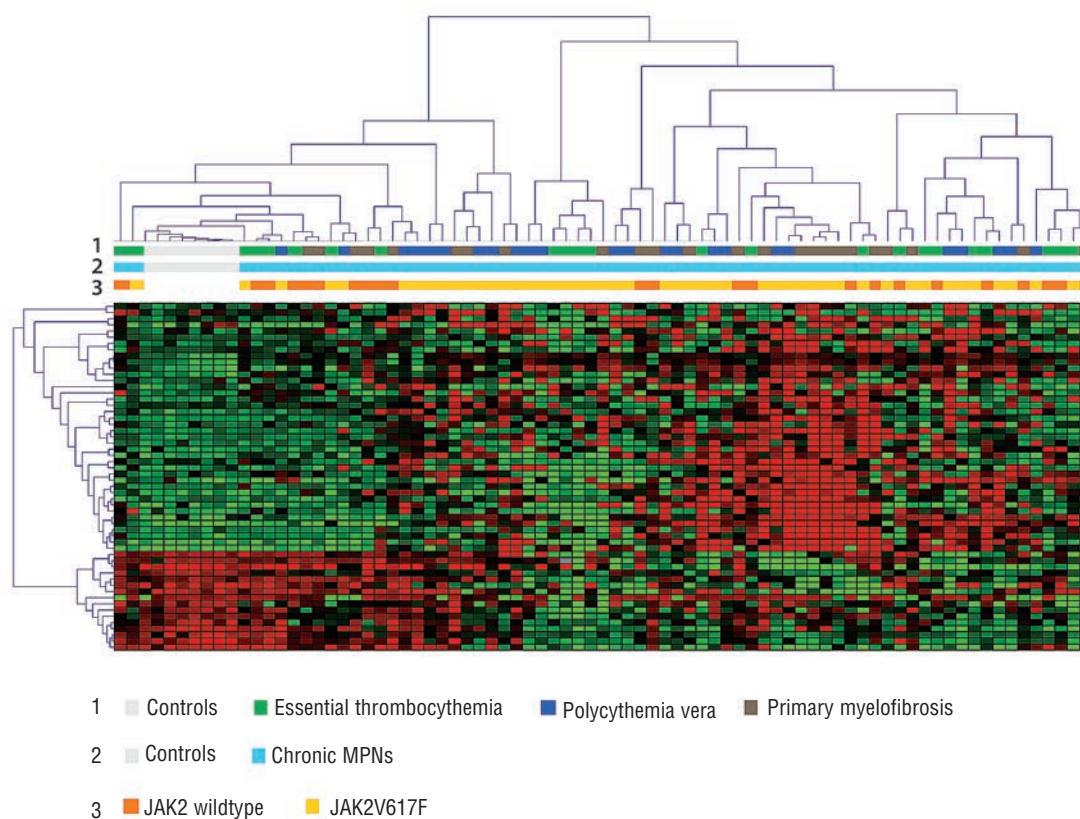 1
2
3
1 Controls Essential thrombocythemia Polycythemia vera Primary myelofibrosis
2 Controls Chronic MPNs
3 JAK2 wildtype JAK2V617F